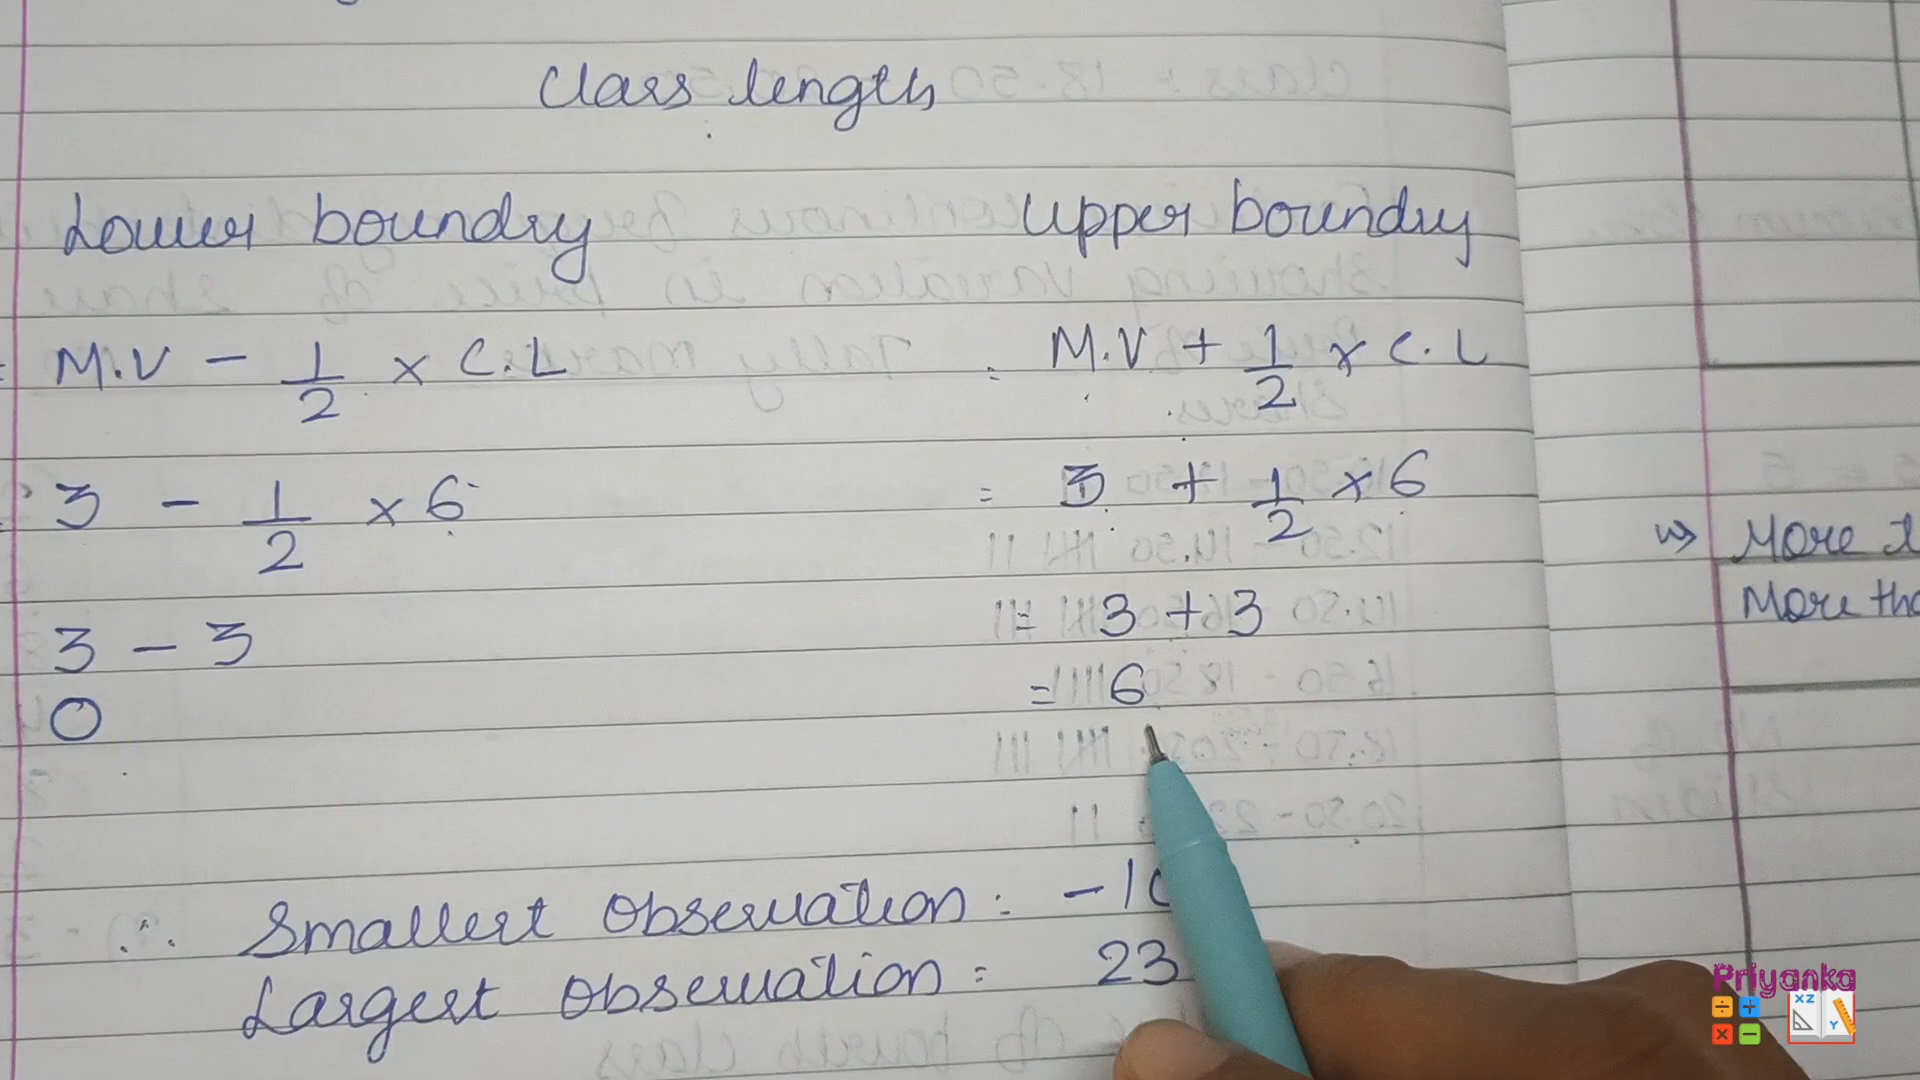 Class length
Lower boundry
Upper boundry
M.V - 1/2 x C.L
= M.V + 1/2 x C.L
3 - 1/2 x 6
= 3 + 1/2 x 6
3 - 3
= 3 + 3
0
= 6
∴ Smallest Observation : -1
Largest Observation = 23
More
More tha
Priyanka